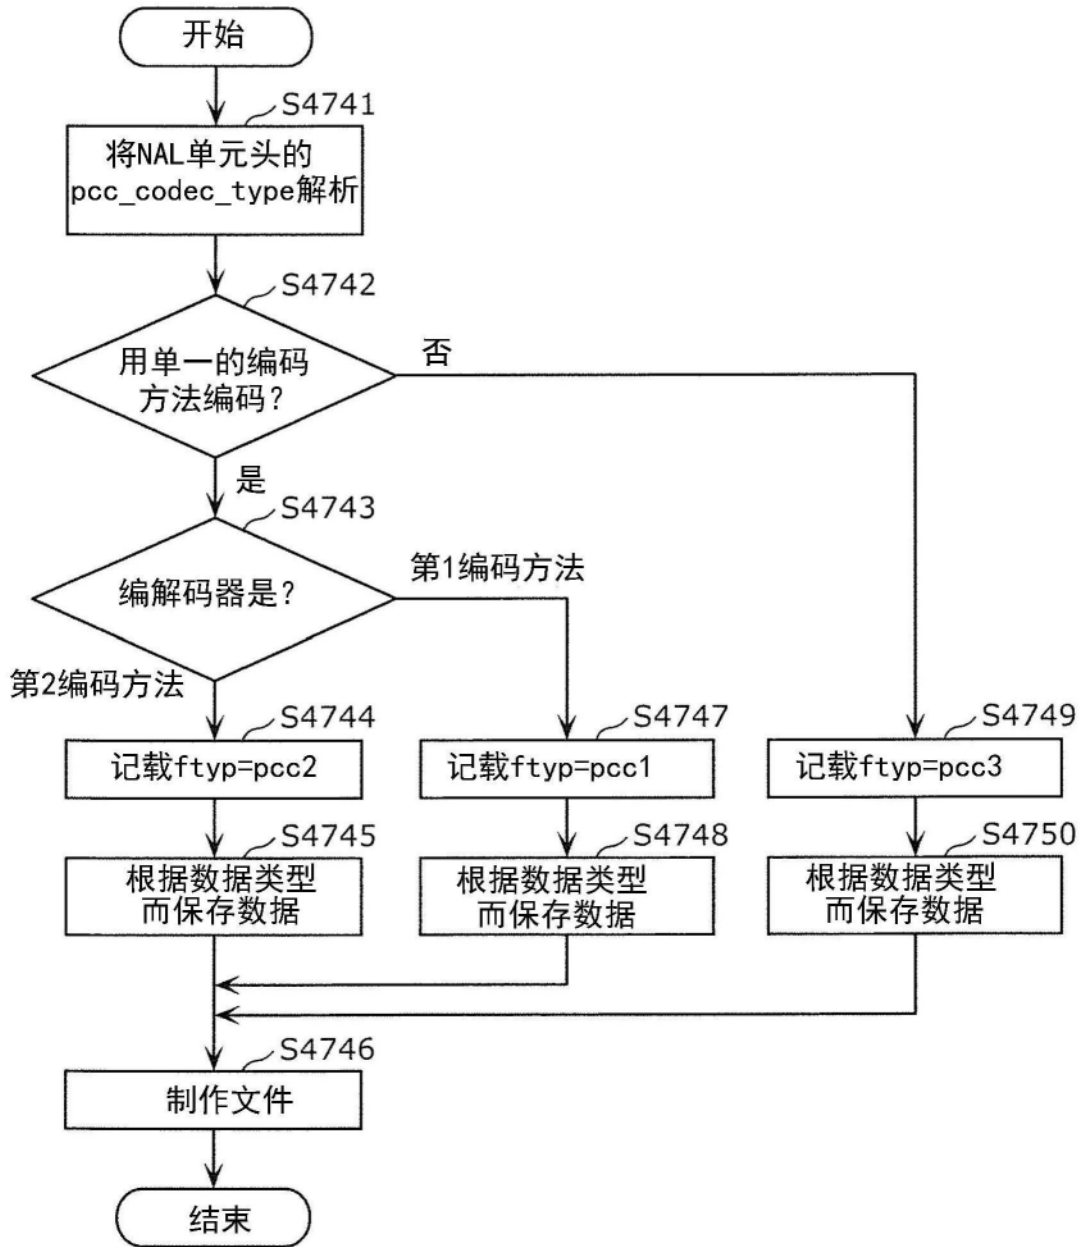 开始
S4741
将NAL单元头的
pcc_codec_type解析
S4742
用单一的编码
方法编码？
否
是
S4743
编解码器是？
第1编码方法
第2编码方法
S4744
记载ftyp=pcc2
S4747
记载ftyp=pcc1
S4749
记载ftyp=pcc3
S4745
根据数据类型
而保存数据
S4748
根据数据类型
而保存数据
S4750
根据数据类型
而保存数据
S4746
制作文件
结束